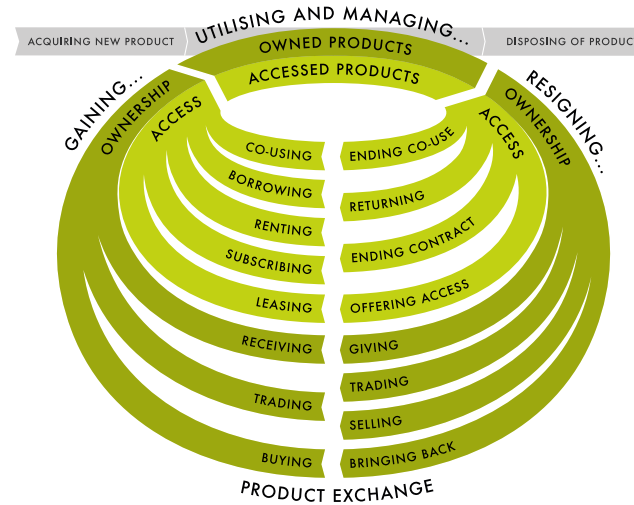 UTILISING AND MANAGING...
ACQUIRING NEW PRODUCT
DISPOSING OF PRODUC
OWNED PRODUCTS
ACCESSED PRODUCTS
GAINING...
OWNERSHIP
ACCESS
RESIGNING...
OWNERSHIP
ACCESS
CO-USING
BORROWING
RENTING
SUBSCRIBING
LEASING
RECEIVING
TRADING
BUYING
ENDING CO-USE
RETURNING
ENDING CONTRACT
OFFERING ACCESS
GIVING
TRADING
SELLING
BRINGING BACK
PRODUCT EXCHANGE